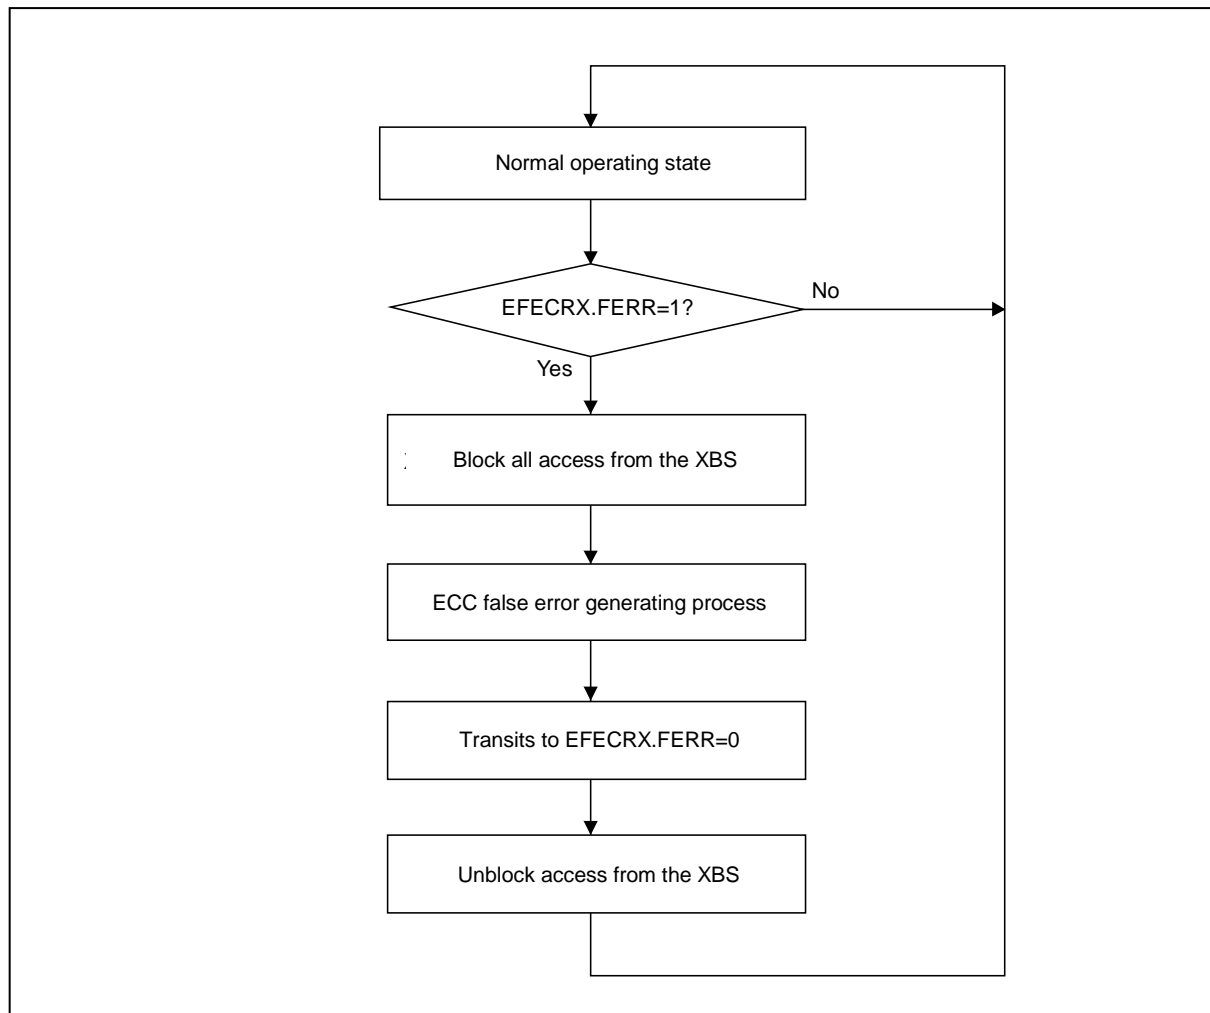 Normal operating state
EFECRX.FERR=1?
No
Yes
Block all access from the XBS
ECC false error generating process
Transits to EFECRX.FERR=0
Unblock access from the XBS